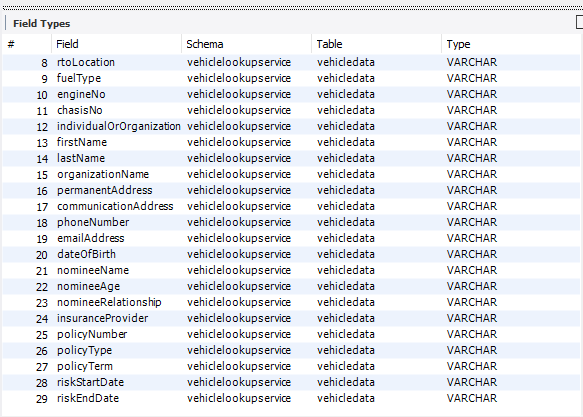 Field Types
# Field Schema Table Type
8 rtoLocation vehiclelookupservice vehicledata VARCHAR
9 fuelType vehiclelookupservice vehicledata VARCHAR
10 engineNo vehiclelookupservice vehicledata VARCHAR
11 chasisNo vehiclelookupservice vehicledata VARCHAR
12 individualOrOrganization vehiclelookupservice vehicledata VARCHAR
13 firstName vehiclelookupservice vehicledata VARCHAR
14 lastName vehiclelookupservice vehicledata VARCHAR
15 organizationName vehiclelookupservice vehicledata VARCHAR
16 permanentAddress vehiclelookupservice vehicledata VARCHAR
17 communicationAddress vehiclelookupservice vehicledata VARCHAR
18 phoneNumber vehiclelookupservice vehicledata VARCHAR
19 emailAddress vehiclelookupservice vehicledata VARCHAR
20 dateOfBirth vehiclelookupservice vehicledata VARCHAR
21 nomineeName vehiclelookupservice vehicledata VARCHAR
22 nomineeAge vehiclelookupservice vehicledata VARCHAR
23 nomineeRelationship vehiclelookupservice vehicledata VARCHAR
24 insuranceProvider vehiclelookupservice vehicledata VARCHAR
25 policyNumber vehiclelookupservice vehicledata VARCHAR
26 policyType vehiclelookupservice vehicledata VARCHAR
27 policyTerm vehiclelookupservice vehicledata VARCHAR
28 riskStartDate vehiclelookupservice vehicledata VARCHAR
29 riskEndDate vehiclelookupservice vehicledata VARCHAR